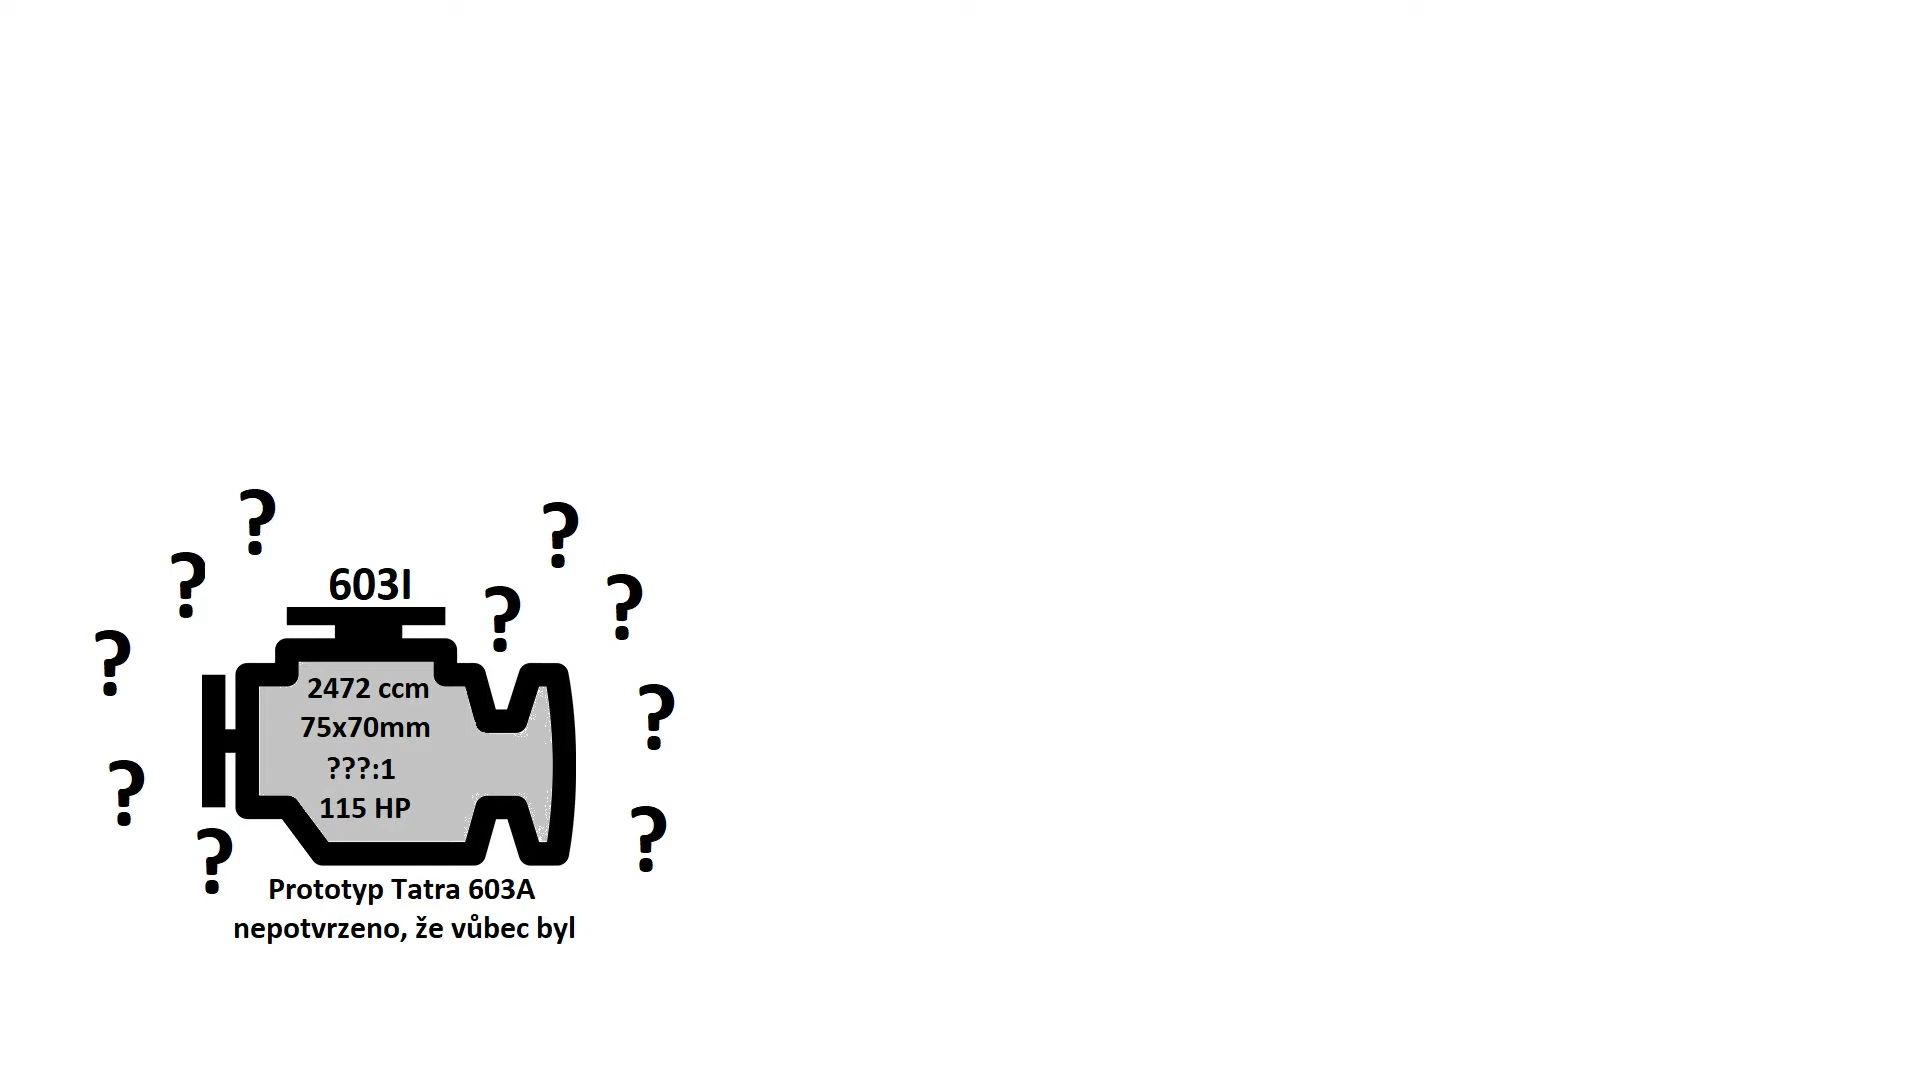 ?
?
?
603I
?
?
?
2472 ccm
?
75x70mm
???:1
?
115 HP
?
?
Prototyp Tatra 603A
nepotvrzeno, že vůbec byl